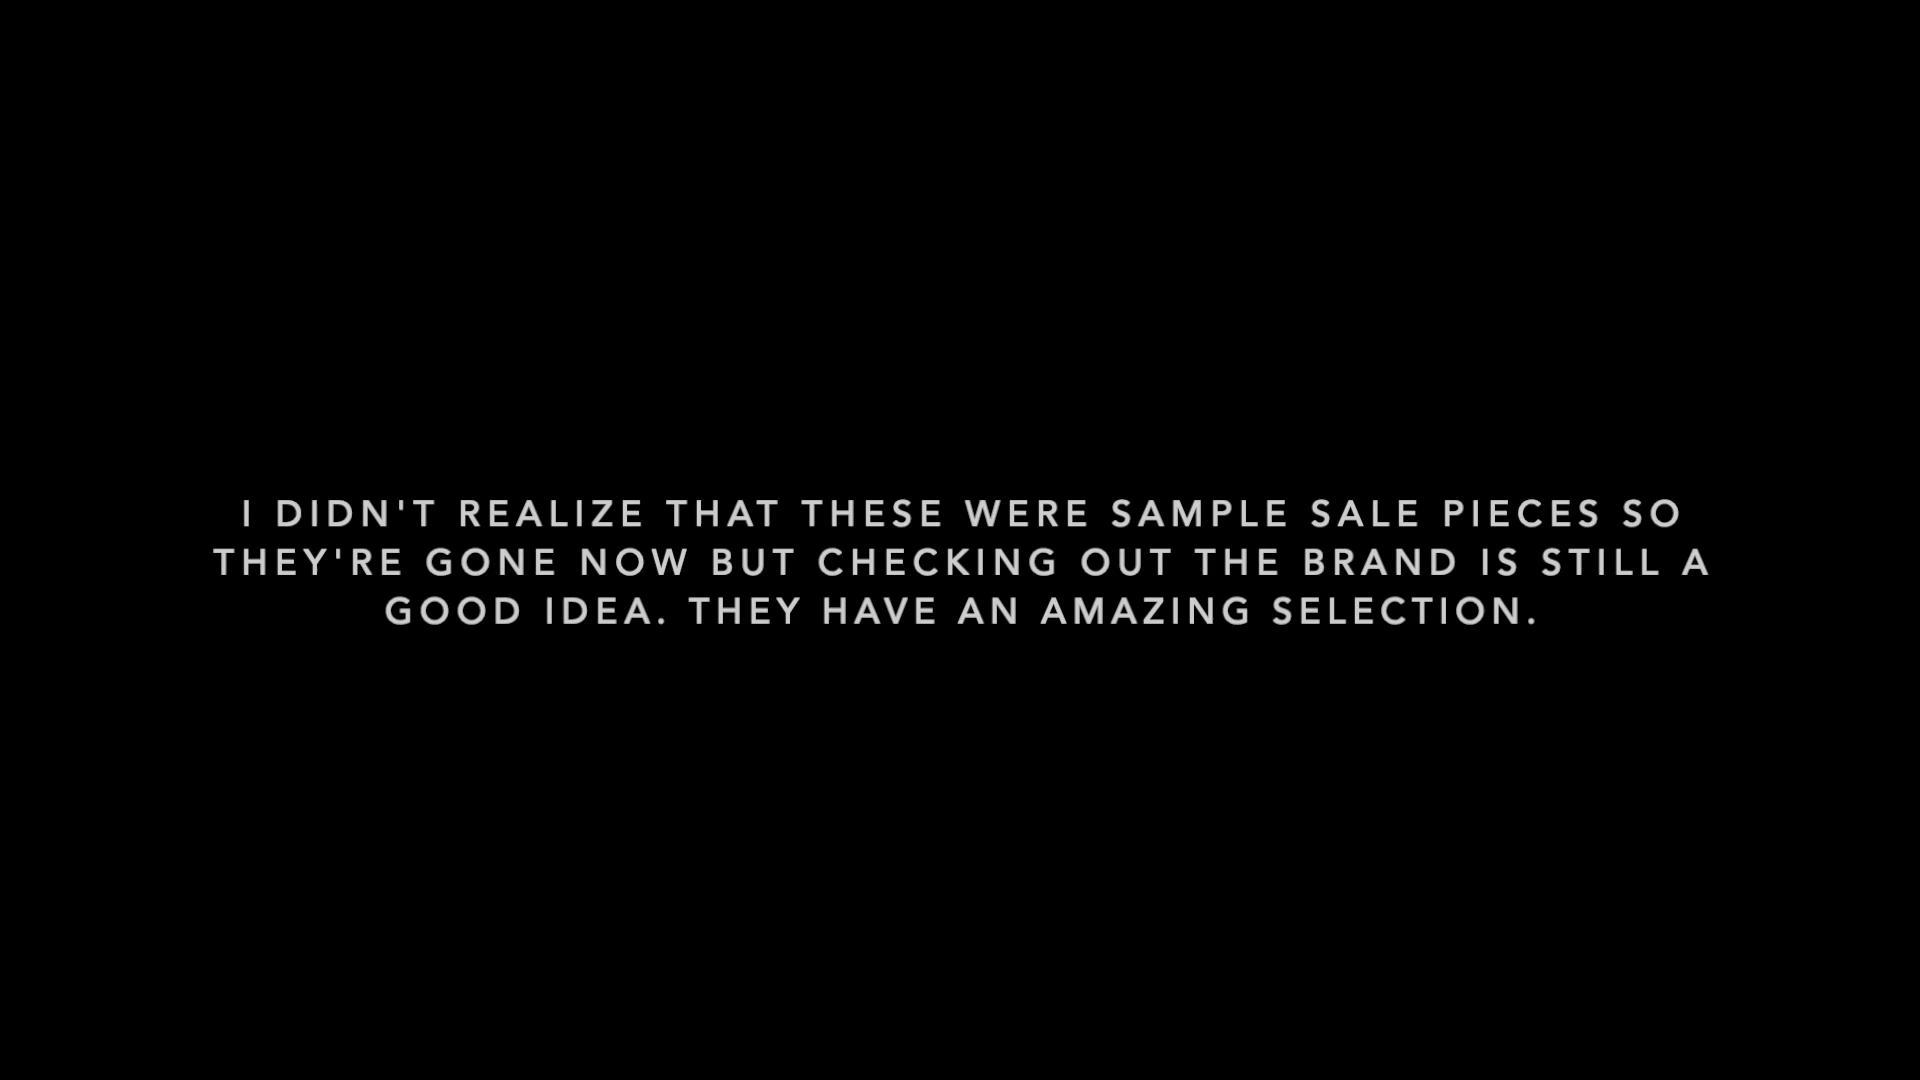 I DIDN'T REALIZE THAT THESE WERE SAMPLE SALE PIECES SO
THEY'RE GONE NOW BUT CHECKING OUT THE BRAND IS STILL A
GOOD IDEA. THEY HAVE AN AMAZING SELECTION.